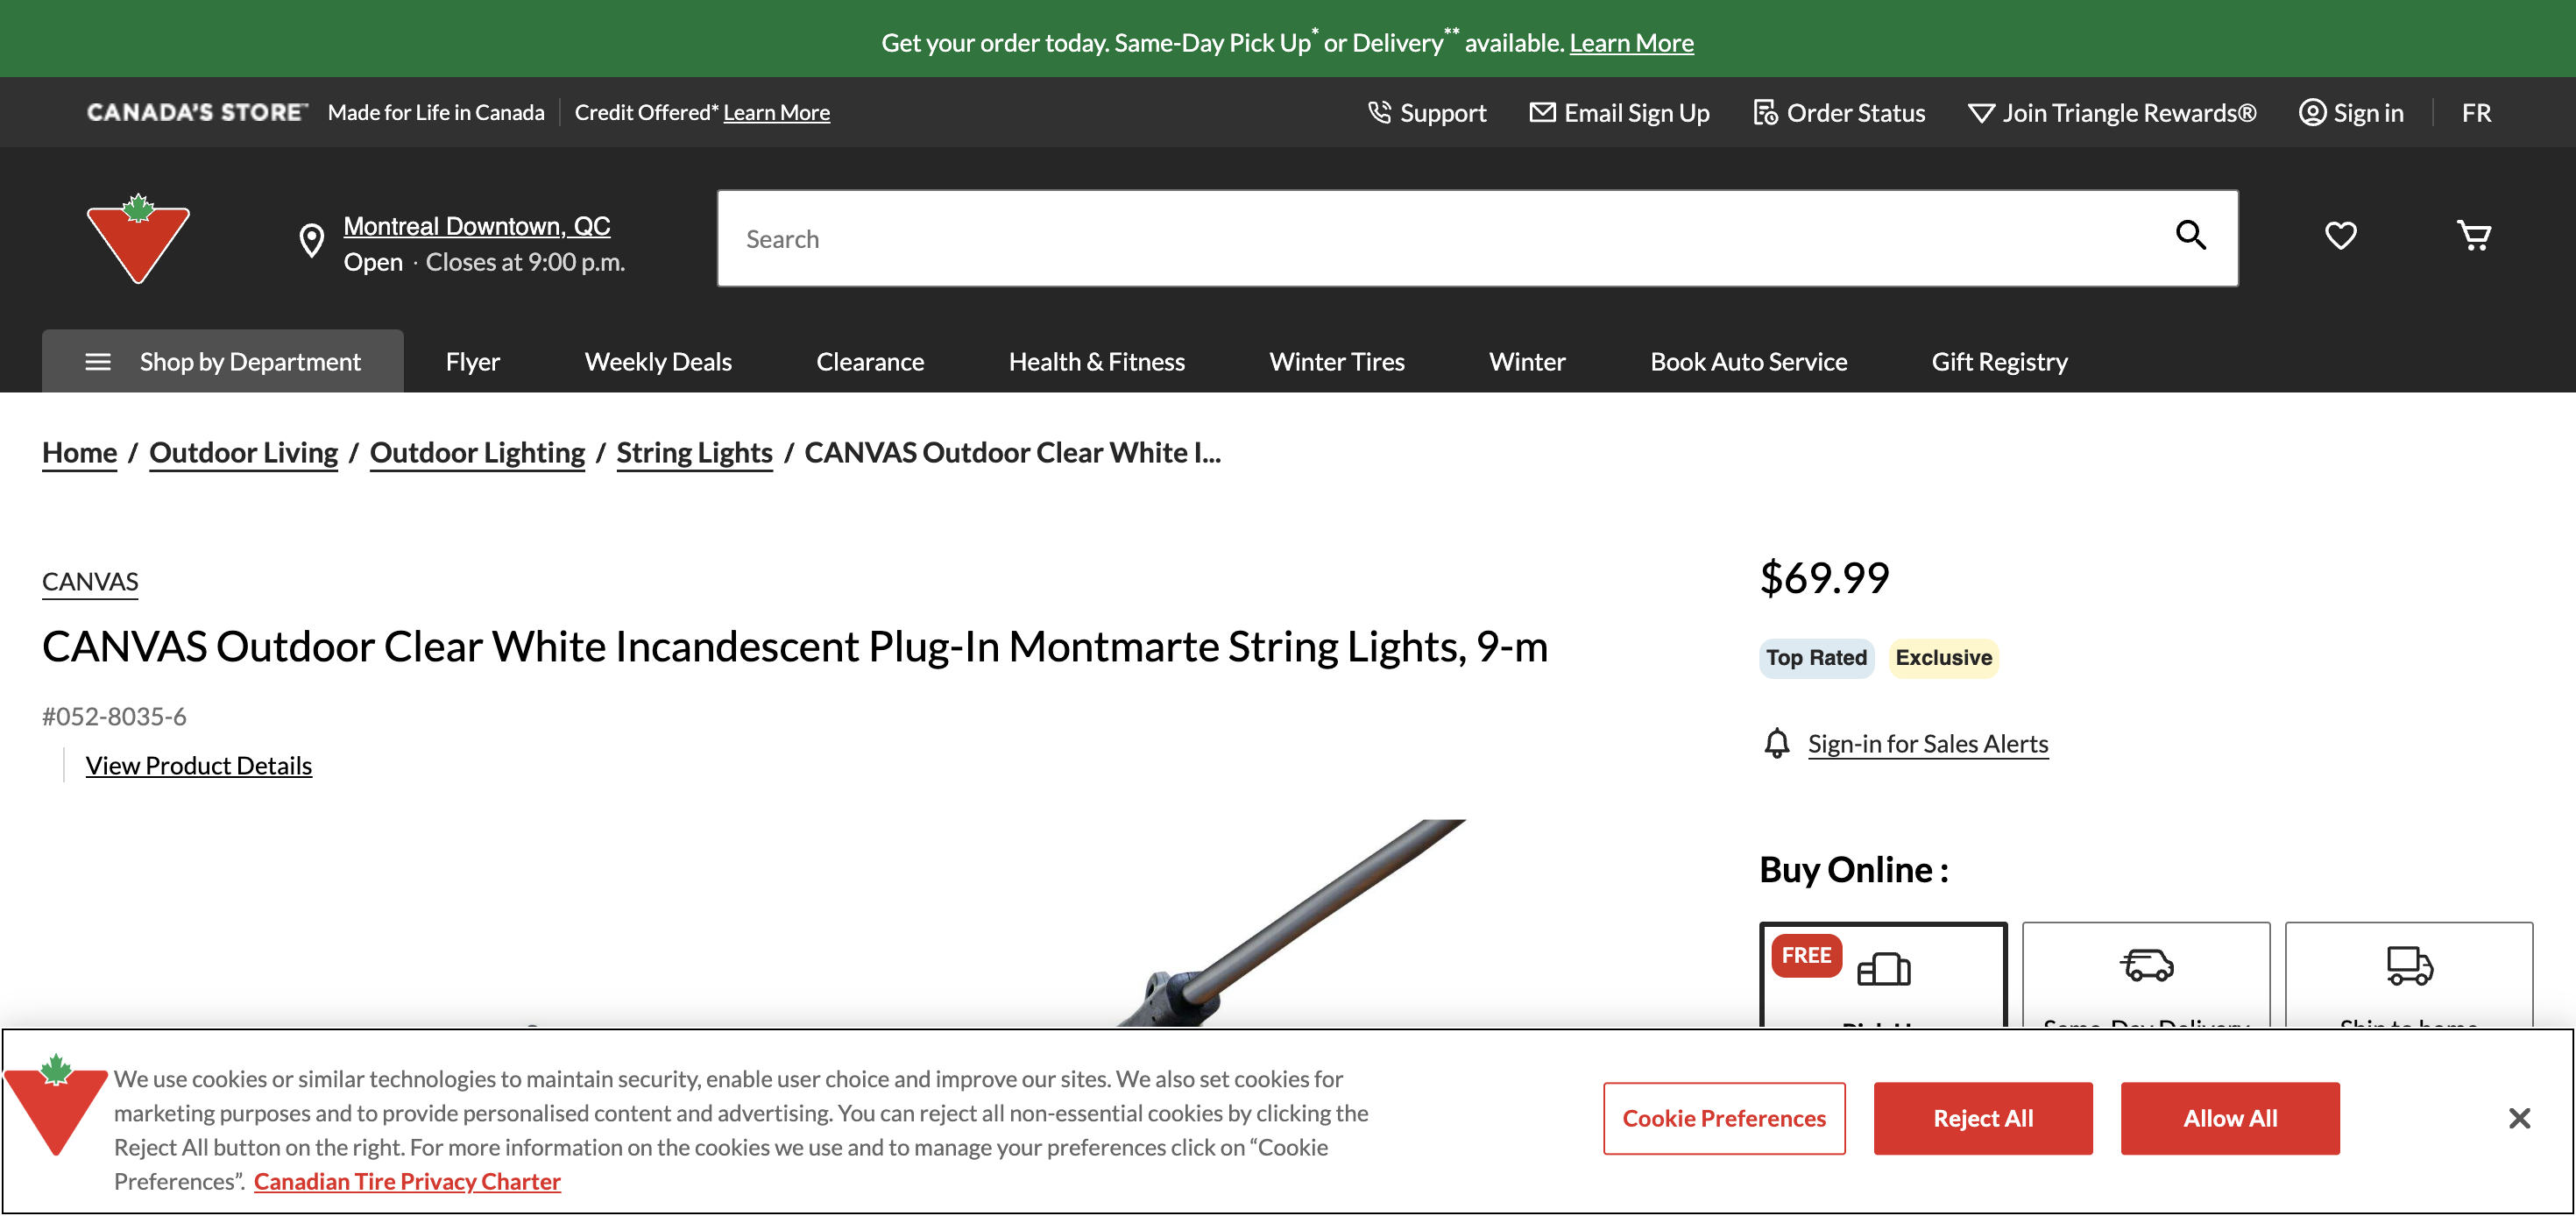 Get your order today. Same-Day Pick Up* or Delivery** available. Learn More
CANADA'S STORE™ Made for Life in Canada Credit Offered* Learn More
Support Email Sign Up Order Status Join Triangle Rewards® Sign in FR
Montreal Downtown, QC
Open · Closes at 9:00 p.m.
Search
Shop by Department Flyer Weekly Deals Clearance Health & Fitness Winter Tires Winter Book Auto Service Gift Registry
Home / Outdoor Living / Outdoor Lighting / String Lights / CANVAS Outdoor Clear White I...
CANVAS
CANVAS Outdoor Clear White Incandescent Plug-In Montmarte String Lights, 9-m
#052-8035-6
View Product Details
$69.99
Top Rated Exclusive
Sign-in for Sales Alerts
Buy Online :
FREE
Same-Day Delivery
Ship to home
We use cookies or similar technologies to maintain security, enable user choice and improve our sites. We also set cookies for
marketing purposes and to provide personalised content and advertising. You can reject all non-essential cookies by clicking the
Reject All button on the right. For more information on the cookies we use and to manage your preferences click on “Cookie
Preferences”. Canadian Tire Privacy Charter
Cookie Preferences Reject All Allow All